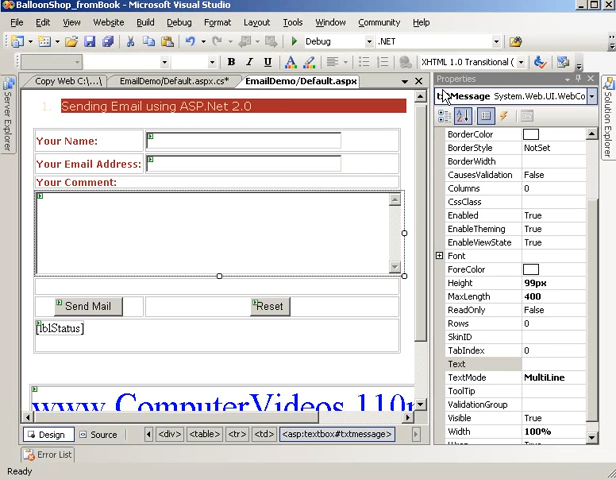 BalloonShop_fromBook - Microsoft Visual Studio
File Edit View Website Build Debug Format Layout Tools Window Community Help
Debug .NET
B I U A XHTML 1.0 Transitional (
Server Explorer
Copy Web C:\...\ EmailDemo/Default.aspx.cs* EmailDemo/Default.aspx
1. Sending Email using ASP.Net 2.0
Your Name:
Your Email Address:
Your Comment:
Send Mail Reset
[lblStatus]
www.ComputerVideos.110m
Design Source <div> <table> <tr> <td> <asp:textbox#txtmessage>
Properties
Message System.Web.UI.WebCo
BorderColor
BorderStyle NotSet
BorderWidth
CausesValidation False
Columns 0
CssClass
Enabled True
EnableTheming True
EnableViewState True
Font
ForeColor
Height 99px
MaxLength 400
ReadOnly False
Rows 0
SkinID
TabIndex 0
Text
TextMode MultiLine
ToolTip
ValidationGroup
Visible True
Width 100%
Wrap True
Solution Explorer
Error List
Ready